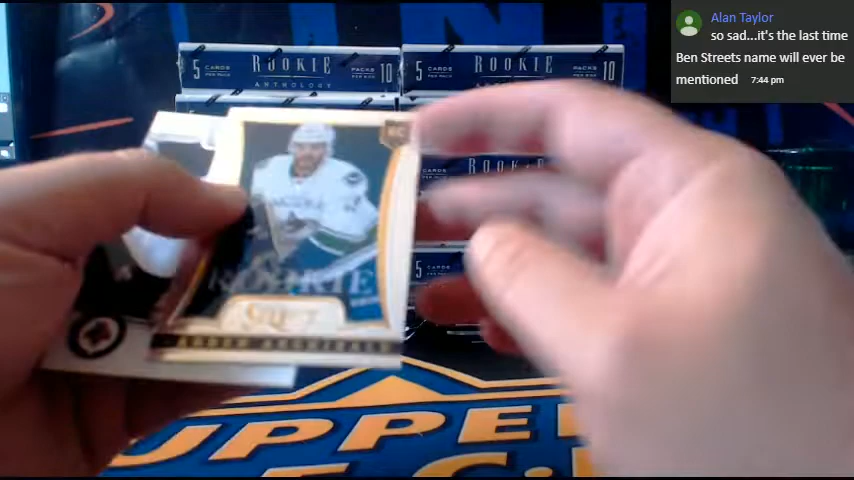 Alan Taylor
so sad...it's the last time
Ben Streets name will ever be
mentioned 7:44 pm
5 CARDS PER PACK ROOKIE ANTHOLOGY PACKS PER BOX 10
5 CARDS PER PACK ROOKIE PACKS PER BOX 10
ROOKIE
5 CARDS
RC
ROOKIE
SELECT
UPPER